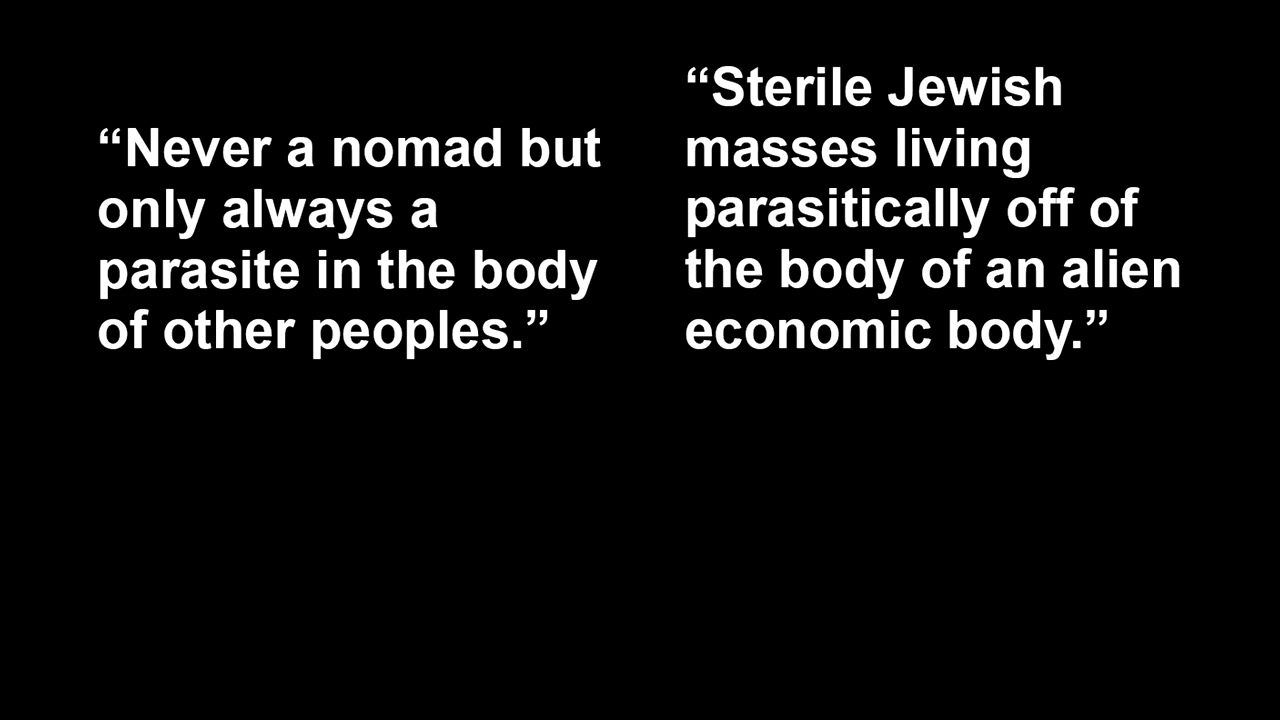 “Never a nomad but
only always a
parasite in the body
of other peoples.”
“Sterile Jewish
masses living
parasitically off of
the body of an alien
economic body.”